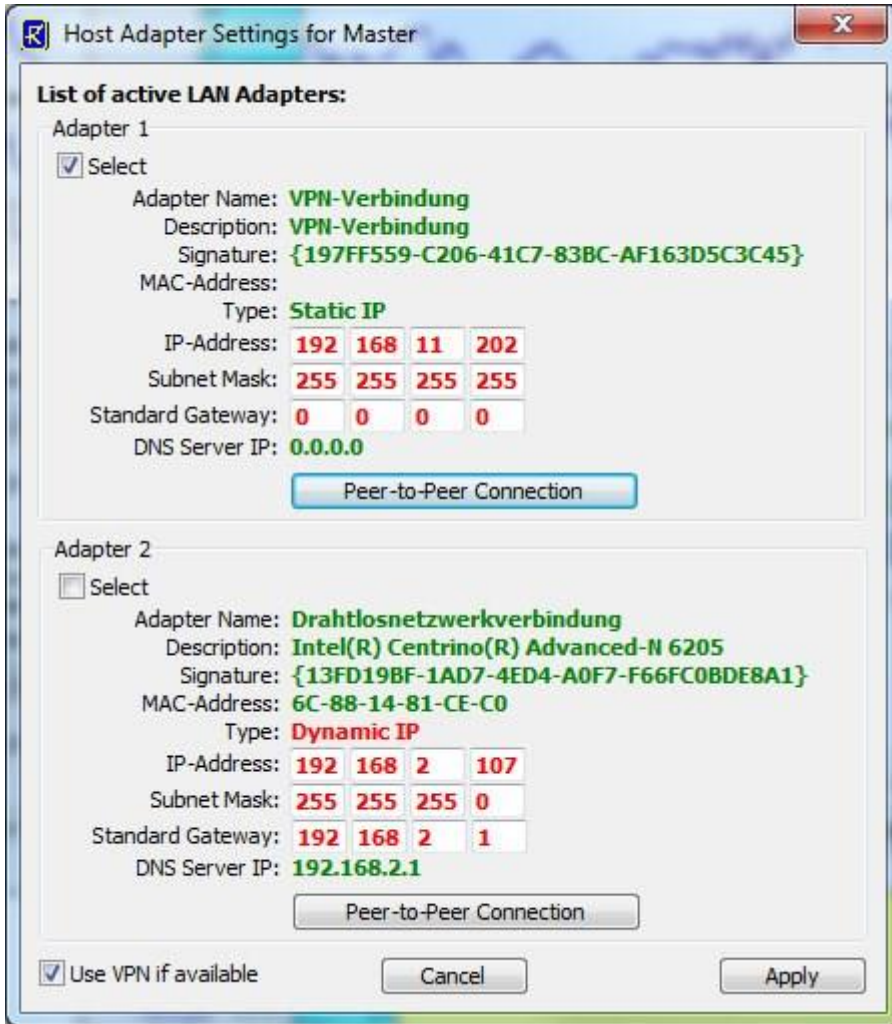 Host Adapter Settings for Master
List of active LAN Adapters:
Adapter 1
Select
Adapter Name: VPN-Verbindung
Description: VPN-Verbindung
Signature: {197FF559-C206-41C7-83BC-AF163D5C3C45}
MAC-Address:
Type: Static IP
IP-Address: 192 168 11 202
Subnet Mask: 255 255 255 255
Standard Gateway: 0 0 0 0
DNS Server IP: 0.0.0.0
Peer-to-Peer Connection
Adapter 2
Select
Adapter Name: Drahtlosnetzwerkverbindung
Description: Intel(R) Centrino(R) Advanced-N 6205
Signature: {13FD19BF-1AD7-4ED4-A0F7-F66FC0BDE8A1}
MAC-Address: 6C-88-14-81-CE-C0
Type: Dynamic IP
IP-Address: 192 168 2 107
Subnet Mask: 255 255 255 0
Standard Gateway: 192 168 2 1
DNS Server IP: 192.168.2.1
Peer-to-Peer Connection
Use VPN if available Cancel Apply